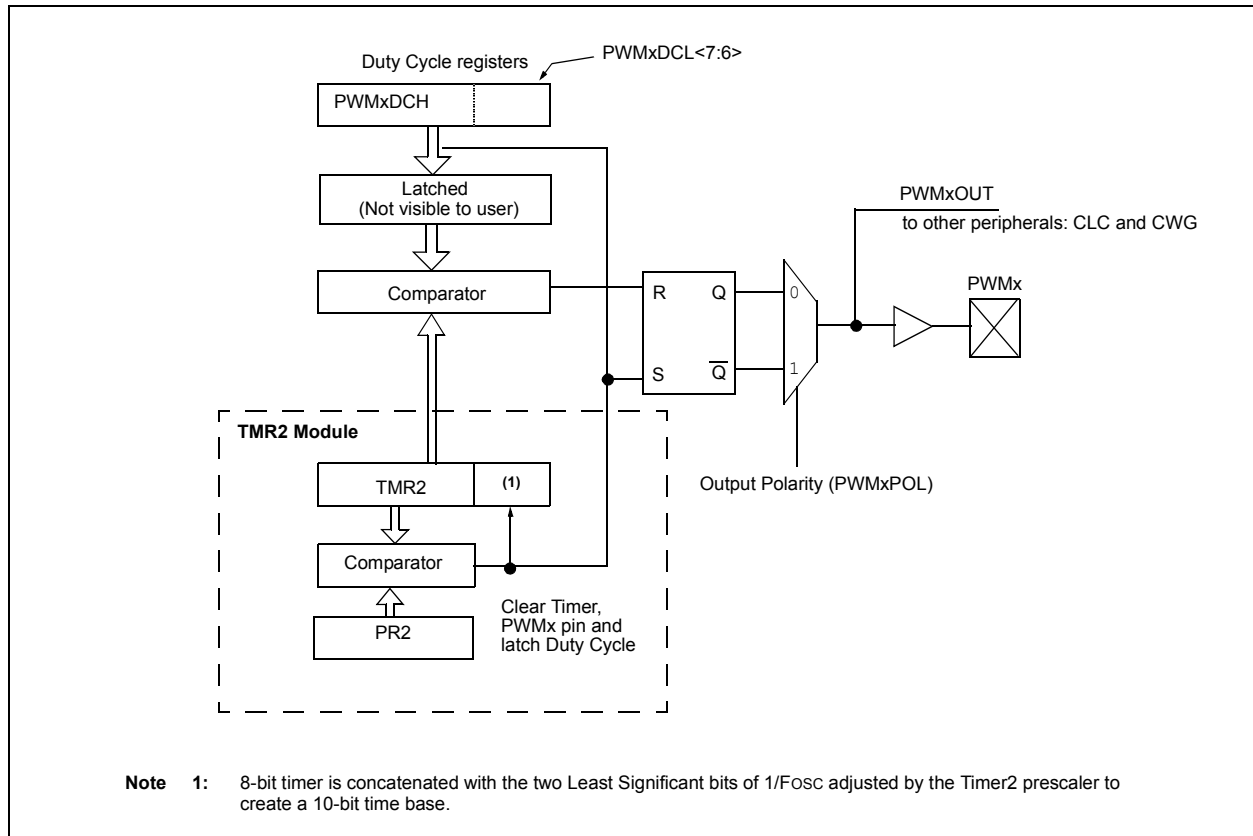 Duty Cycle registers
PWMxDCL<7:6>
PWMxDCH
Latched
(Not visible to user)
Comparator
R
Q
S
Q̅
0
1
PWMxOUT
to other peripherals: CLC and CWG
PWMx
Output Polarity (PWMxPOL)
TMR2 Module
TMR2
(1)
Comparator
PR2
Clear Timer,
PWMx pin and
latch Duty Cycle
Note 1: 8-bit timer is concatenated with the two Least Significant bits of 1/FOSC adjusted by the Timer2 prescaler to
create a 10-bit time base.